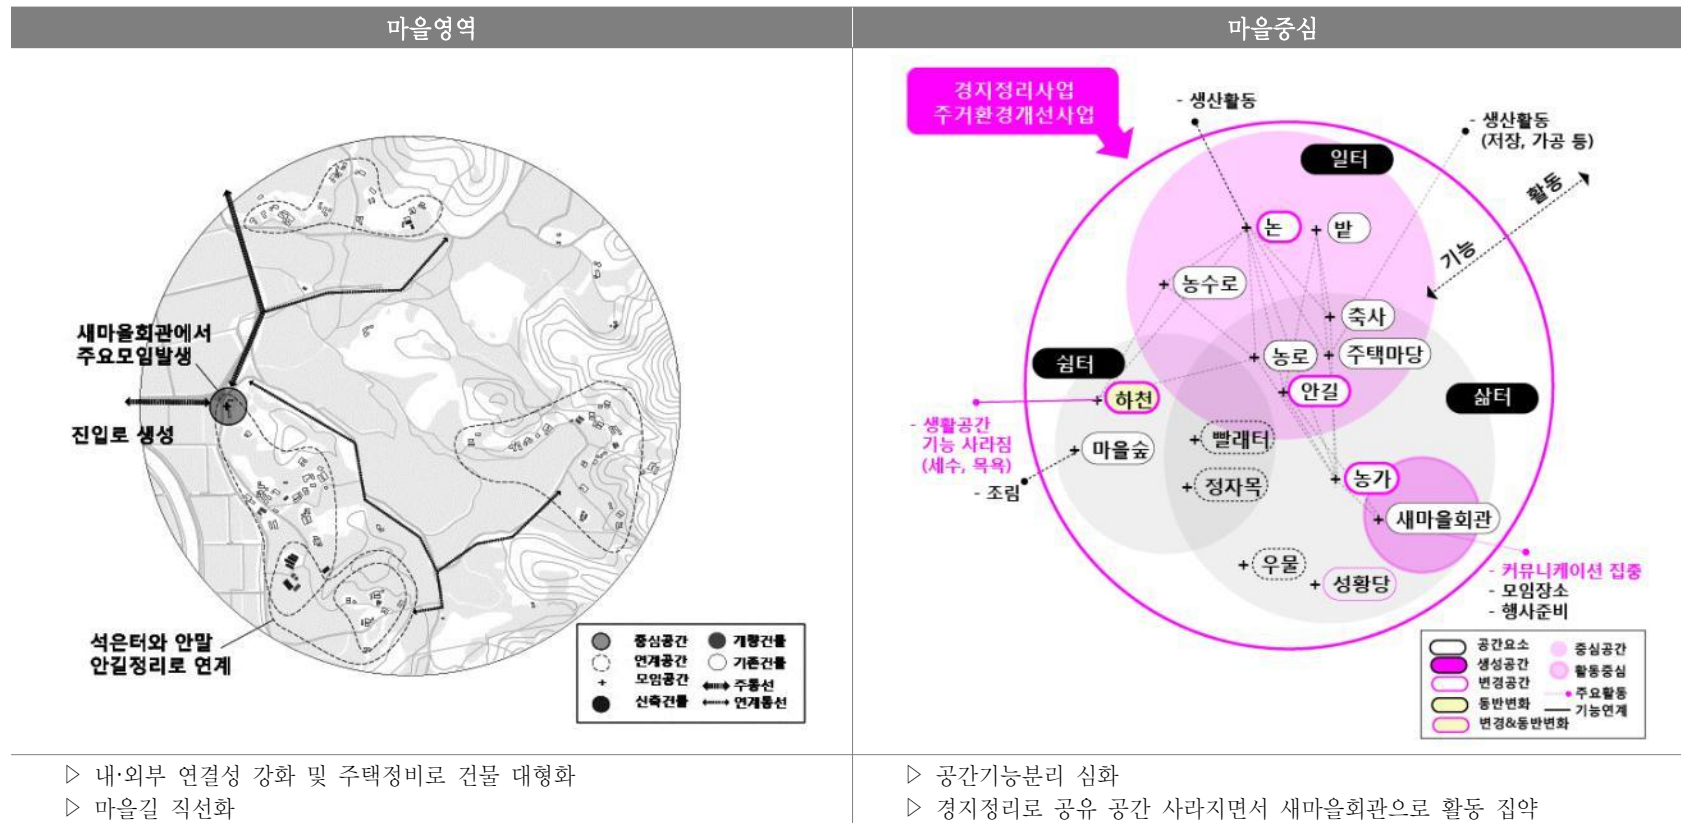 마을영역
마을중심
새마을회관에서
주요모임발생
진입로 생성
석은터와 안말
안길정리로 연계
중심공간
개량건물
연계공간
기존건물
모임공간
주동선
신축건물
연계동선
경지정리사업
주거환경개선사업
- 생산활동
- 생산활동
(저장, 가공 등)
일터
활동
기능
논
밭
농수로
축사
농로
주택마당
쉼터
하천
안길
삶터
- 생활공간
기능 사라짐
(세수, 목욕)
빨래터
마을숲
정자목
- 조림
농가
새마을회관
우물
성황당
- 커뮤니케이션 집중
- 모임장소
- 행사준비
공간요소
중심공간
생성공간
활동중심
변경공간
주요활동
동반변화
기능연계
변경&동반변화
▷ 내·외부 연결성 강화 및 주택정비로 건물 대형화
▷ 마을길 직선화
▷ 공간기능분리 심화
▷ 경지정리로 공유 공간 사라지면서 새마을회관으로 활동 집약